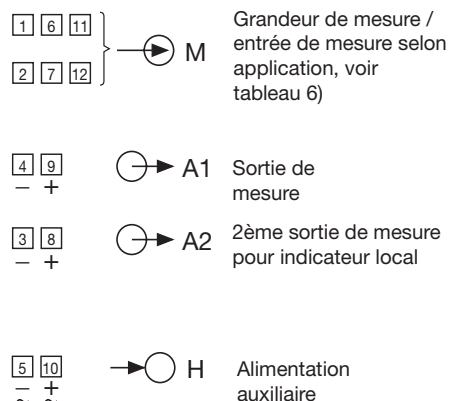 1 6 11
2 7 12
M
Grandeur de mesure /
entrée de mesure selon
application, voir
tableau 6)
4 9
– +
A1
Sortie de
mesure
3 8
– +
A2
2ème sortie de mesure
pour indicateur local
5 10
– +
H
Alimentation
auxiliaire